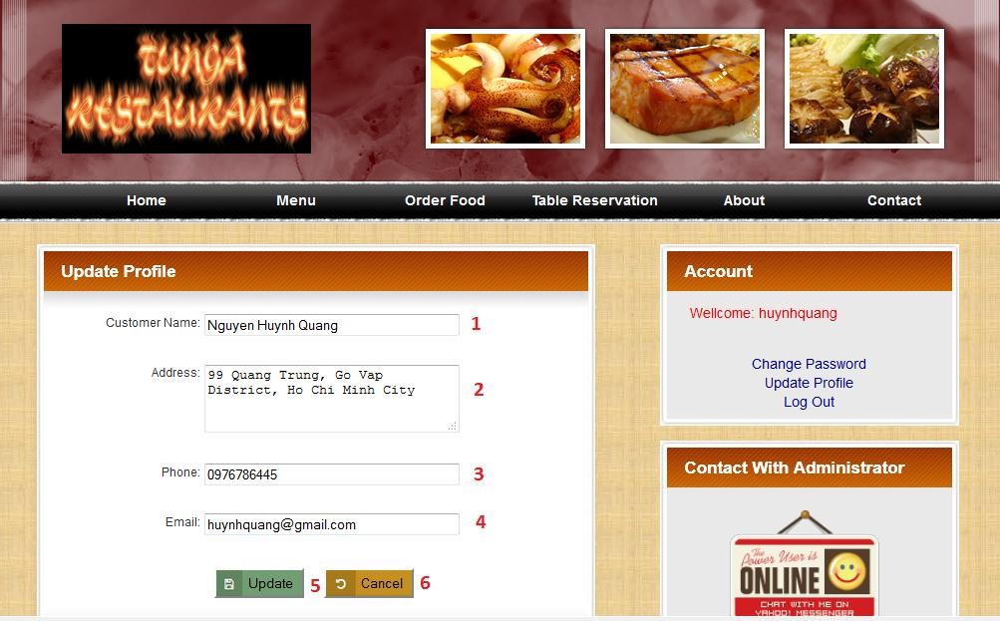 TUNGA
RESTAURANTS
Home Menu Order Food Table Reservation About Contact
Update Profile
Customer Name: Nguyen Huynh Quang 1
Address: 99 Quang Trung, Go Vap
District, Ho Chi Minh City
2
Phone: 0976786445 3
Email: huynhquang@gmail.com 4
Update 5 Cancel 6
Account
Wellcome: huynhquang
Change Password
Update Profile
Log Out
Contact With Administrator
The
Power User is
ONLINE
CHAT WITH ME ON
YAHOO! MESSENGER